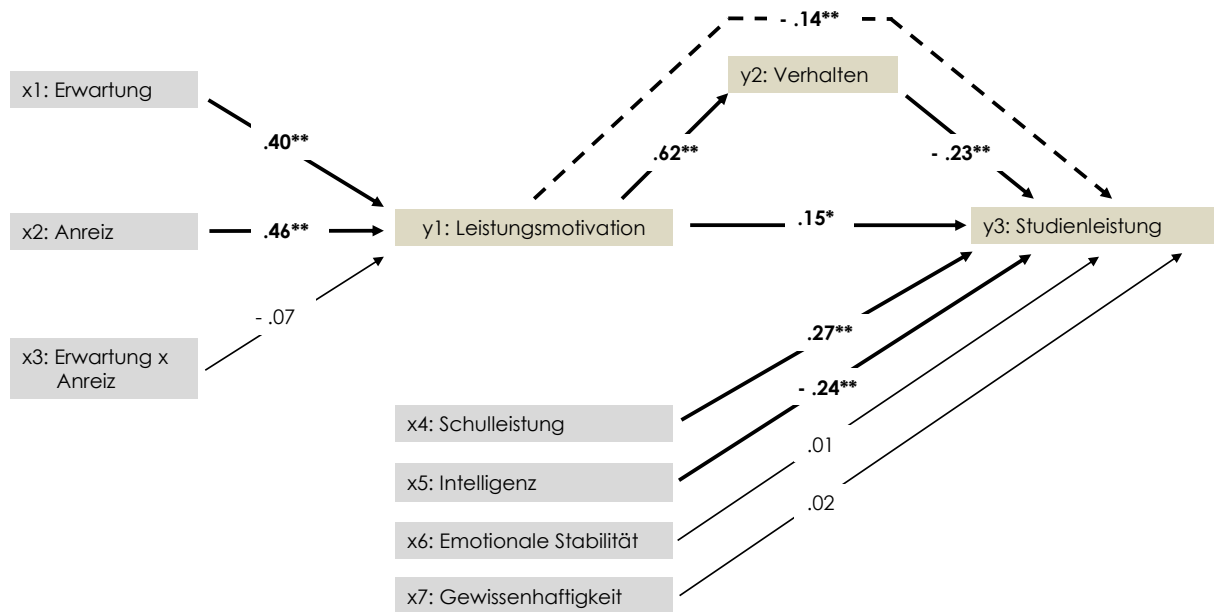 - .14**
y2: Verhalten
x1: Erwartung
.40**
.62**
- .23**
x2: Anreiz
.46**
y1: Leistungsmotivation
.15*
y3: Studienleistung
- .07
x3: Erwartung x
Anreiz
.27**
- .24**
x4: Schulleistung
.01
x5: Intelligenz
.02
x6: Emotionale Stabilität
x7: Gewissenhaftigkeit